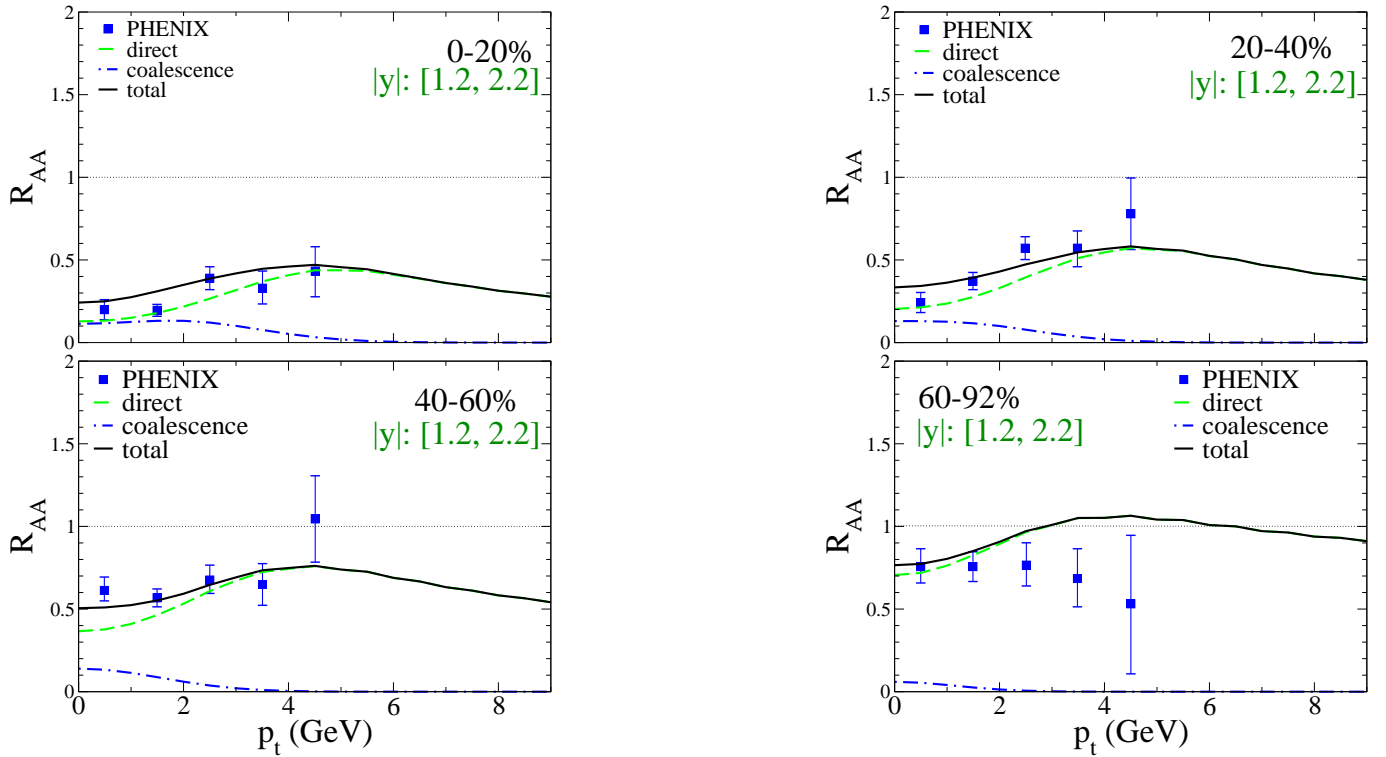 2
PHENIX
direct
coalescence
total
0-20%
|y|: [1.2, 2.2]
1.5
1
0.5
0
R_AA
2
PHENIX
direct
coalescence
total
20-40%
|y|: [1.2, 2.2]
1.5
1
0.5
0
R_AA
2
PHENIX
direct
coalescence
total
40-60%
|y|: [1.2, 2.2]
1.5
1
0.5
0
R_AA
0 2 4 6 8
p_t (GeV)
2
60-92%
|y|: [1.2, 2.2]
PHENIX
direct
coalescence
total
1.5
1
0.5
0
R_AA
0 2 4 6 8
p_t (GeV)